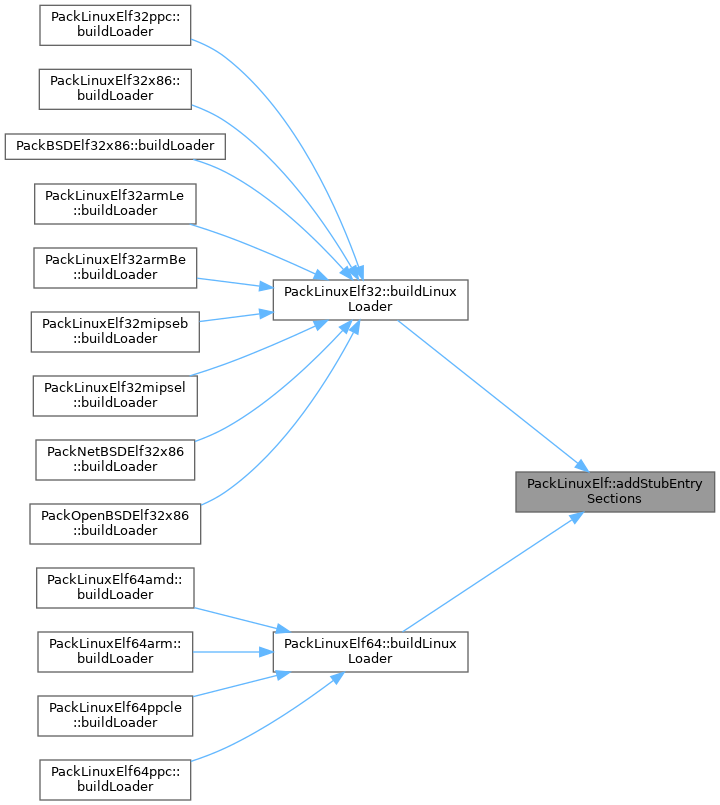 PackLinuxElf32ppc::
buildLoader
PackLinuxElf32x86::
buildLoader
PackBSDElf32x86::buildLoader
PackLinuxElf32armLe
::buildLoader
PackLinuxElf32armBe
::buildLoader
PackLinuxElf32mipseb
::buildLoader
PackLinuxElf32mipsel
::buildLoader
PackNetBSDElf32x86
::buildLoader
PackOpenBSDElf32x86
::buildLoader
PackLinuxElf64amd::
buildLoader
PackLinuxElf64arm::
buildLoader
PackLinuxElf64ppcle
::buildLoader
PackLinuxElf64ppc::
buildLoader
PackLinuxElf32::buildLinux
Loader
PackLinuxElf64::buildLinux
Loader
PackLinuxElf::addStubEntry
Sections